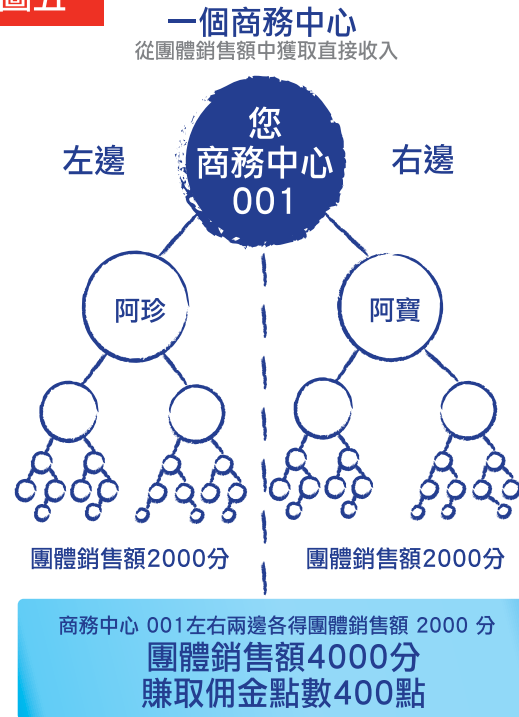 圖五
一個商務中心
從團體銷售額中獲取直接收入
您
商務中心
001
左邊
右邊
阿珍
阿寶
團體銷售額2000分
團體銷售額2000分
商務中心 001左右兩邊各得團體銷售額 2000 分
團體銷售額4000分
賺取佣金點數400點